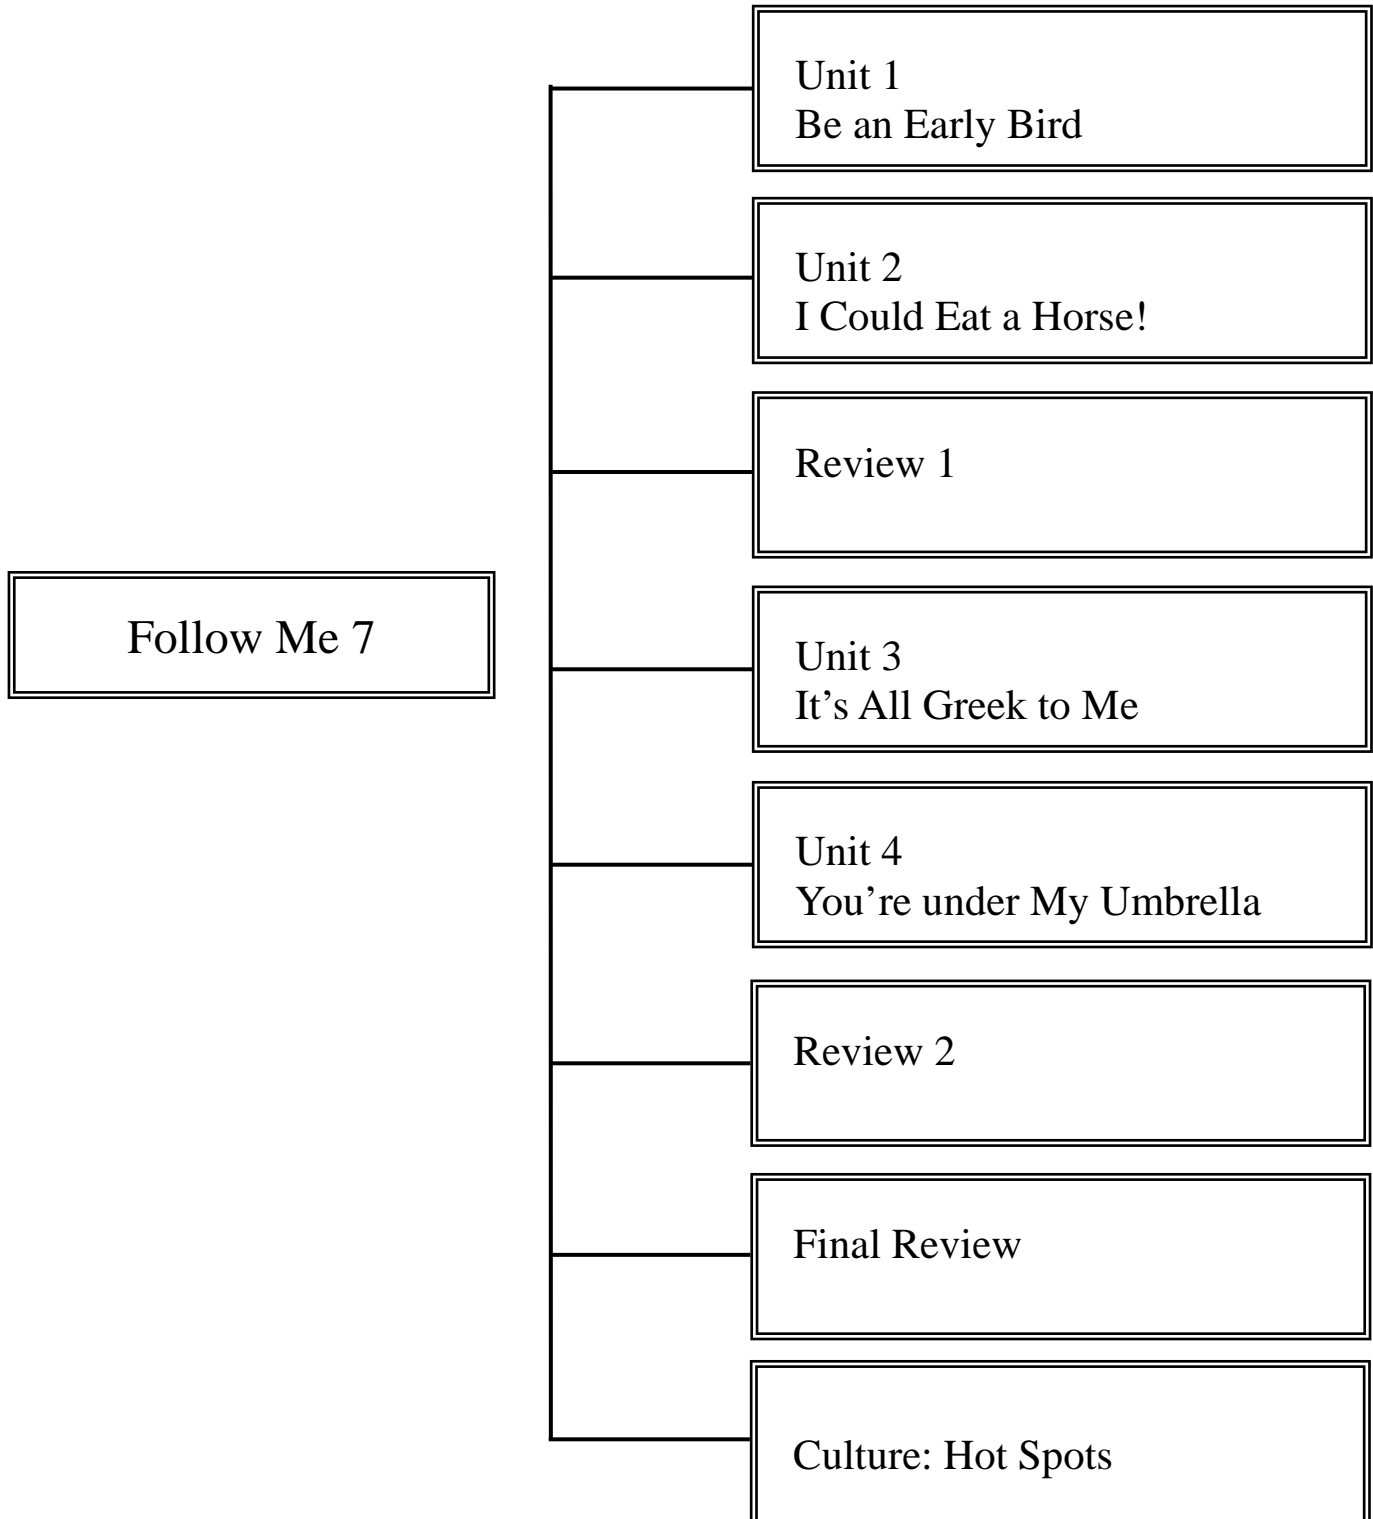 Unit 1
Be an Early Bird
Unit 2
I Could Eat a Horse!
Review 1
Follow Me 7
Unit 3
It’s All Greek to Me
Unit 4
You’re under My Umbrella
Review 2
Final Review
Culture: Hot Spots